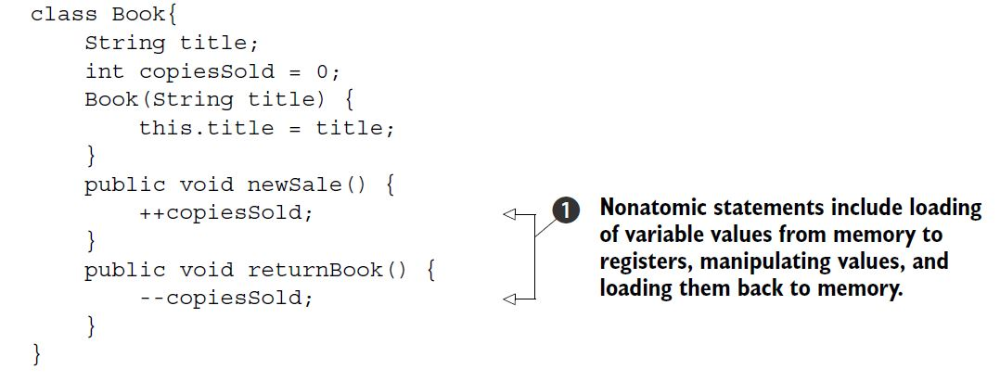 class Book{
    String title;
    int copiesSold = 0;
    Book(String title) {
        this.title = title;
    }
    public void newSale() {
        ++copiesSold;
    }
    public void returnBook() {
        --copiesSold;
    }
}
1 Nonatomic statements include loading
of variable values from memory to
registers, manipulating values, and
loading them back to memory.